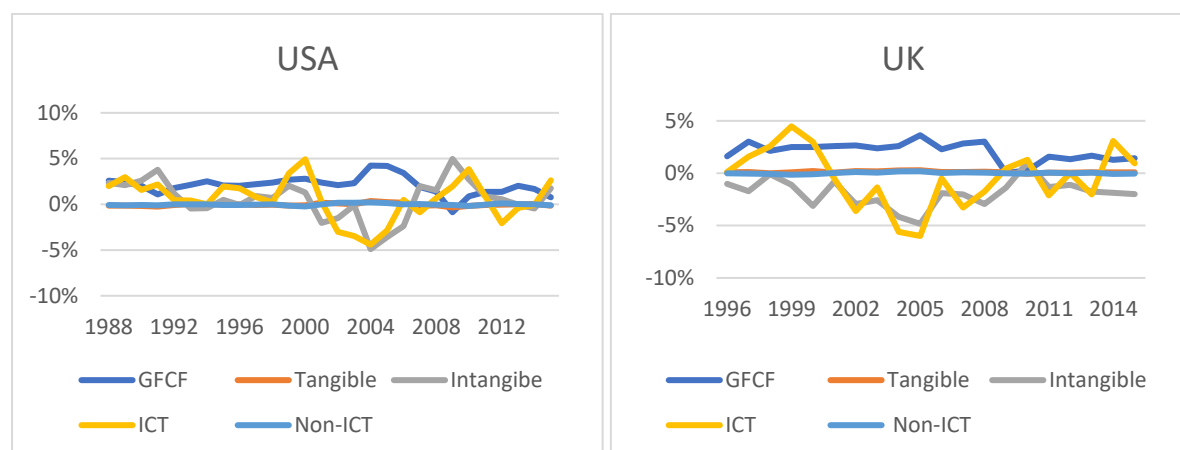 USA
10%
5%
0%
-5%
-10%
1988 1992 1996 2000 2004 2008 2012
GFCF Tangible Intangibe
ICT Non-ICT
UK
5%
0%
-5%
-10%
1996 1999 2002 2005 2008 2011 2014
GFCF Tangible Intangible
ICT Non-ICT